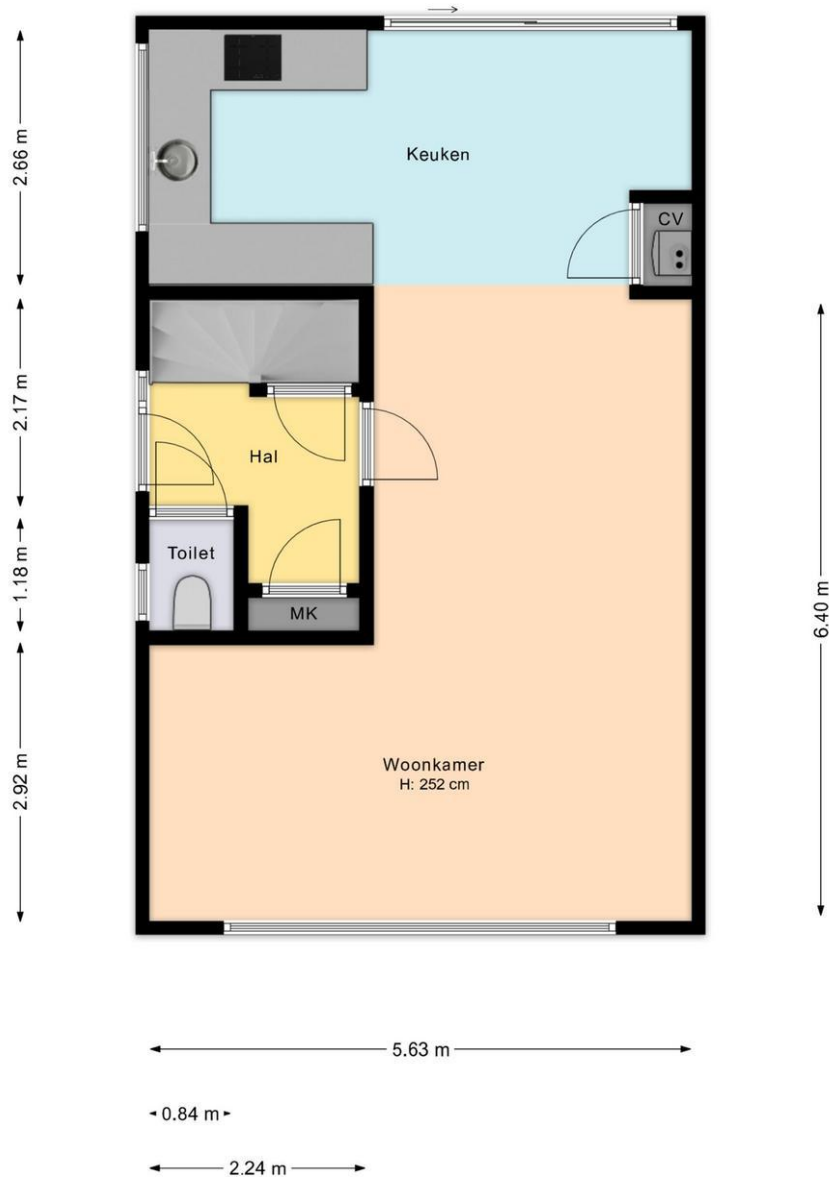 Keuken
CV
2.66 m
2.17 m
Hal
Toilet
1.18 m
MK
6.40 m
2.92 m
Woonkamer
H: 252 cm
5.63 m
0.84 m
2.24 m